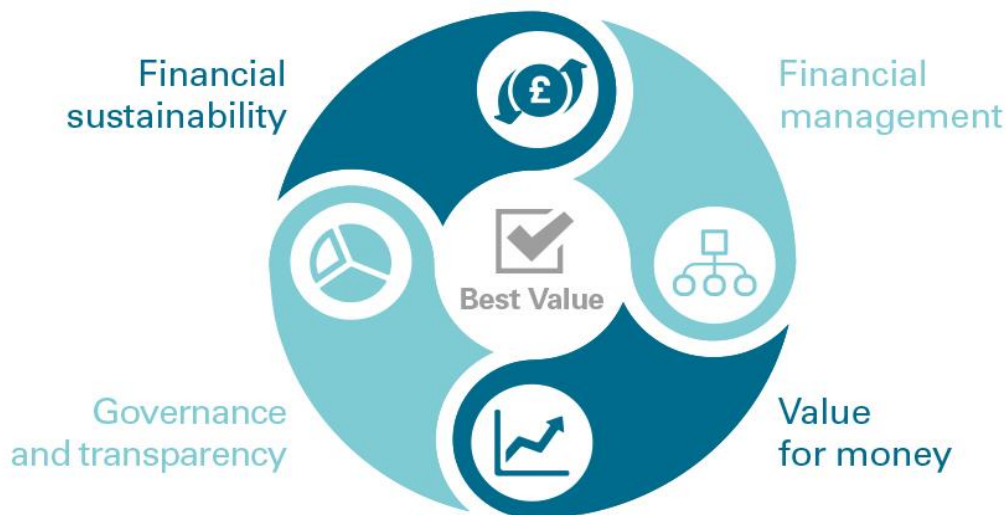 Financial
sustainability
£
Financial
management
Best Value
Governance
and transparency
Value
for money